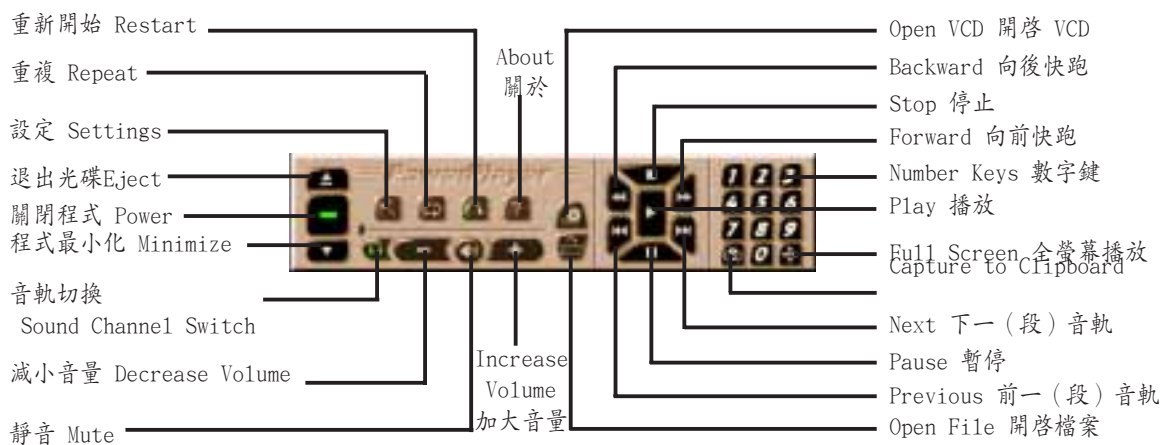 重新開始 Restart
重複 Repeat
設定 Settings
退出光碟Eject
關閉程式 Power
程式最小化 Minimize
音軌切換
Sound Channel Switch
減小音量 Decrease Volume
靜音 Mute
About
關於
PowerPlayer
1 2 3
4 5 6
7 8 9
0
Increase
Volume
加大音量
Open VCD 開啓 VCD
Backward 向後快跑
Stop 停止
Forward 向前快跑
Number Keys 數字鍵
Play 播放
Full Screen 全螢幕播放
Capture to Clipboard
Next 下一（段）音軌
Pause 暫停
Previous 前一（段）音軌
Open File 開啓檔案